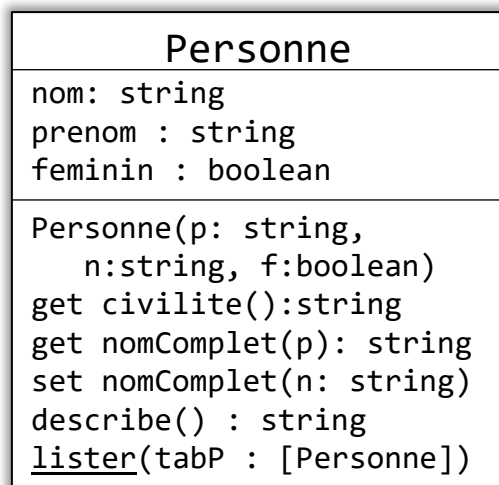 Personne
nom: string
prenom : string
feminin : boolean
Personne(p: string,
n:string, f:boolean)
get civilite():string
get nomComplet(p): string
set nomComplet(n: string)
describe() : string
lister(tabP : [Personne])